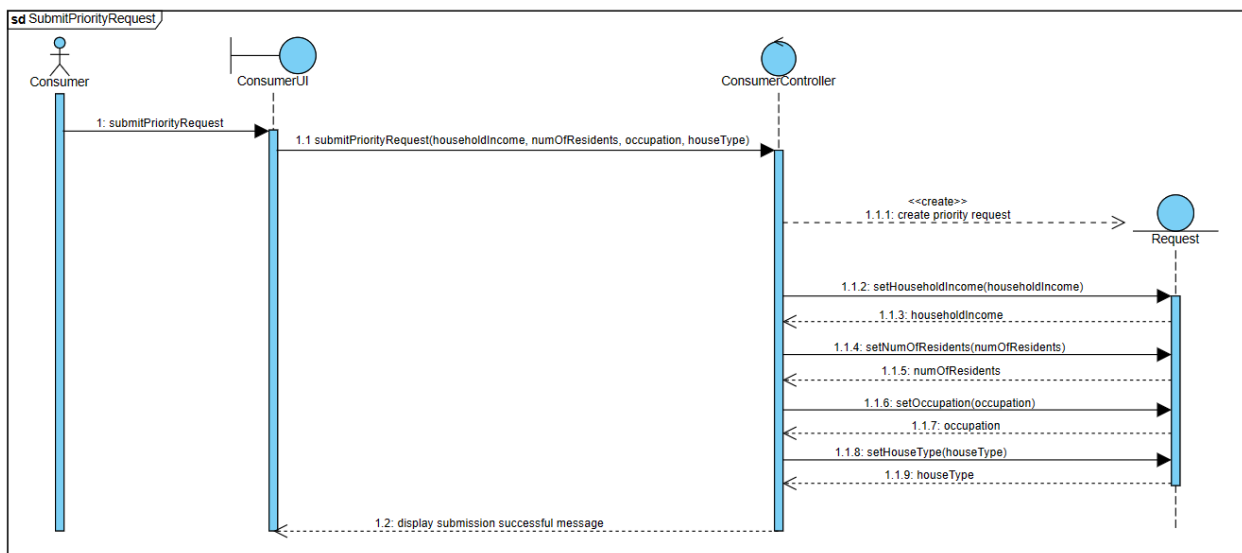 sd SubmitPriorityRequest
Consumer
ConsumerUI
ConsumerController
1: submitPriorityRequest
1.1 submitPriorityRequest(householdIncome, numOfResidents, occupation, houseType)
<<create>>
1.1.1: create priority request
Request
1.1.2: setHouseholdIncome(householdIncome)
1.1.3: householdIncome
1.1.4: setNumOfResidents(numOfResidents)
1.1.5: numOfResidents
1.1.6: setOccupation(occupation)
1.1.7: occupation
1.1.8: setHouseType(houseType)
1.1.9: houseType
1.2: display submission successful message